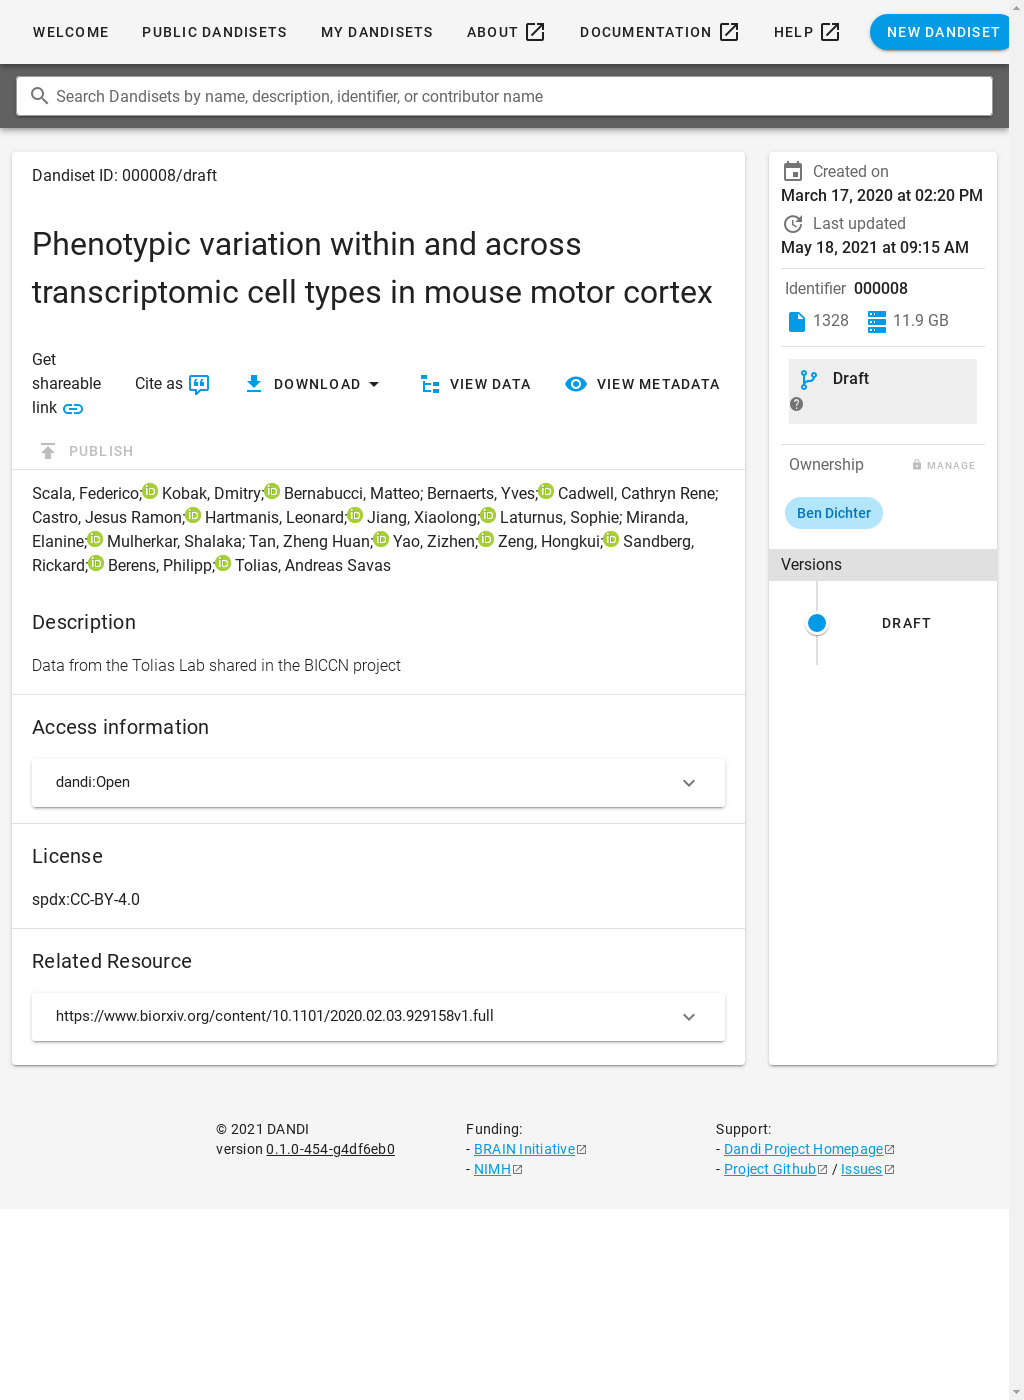 WELCOME PUBLIC DANDISETS MY DANDISETS ABOUT DOCUMENTATION HELP NEW DANDISET
Search Dandisets by name, description, identifier, or contributor name
Dandiset ID: 000008/draft
Phenotypic variation within and across
transcriptomic cell types in mouse motor cortex
Get
shareable
link
Cite as
DOWNLOAD
VIEW DATA
VIEW METADATA
PUBLISH
Scala, Federico; Kobak, Dmitry; Bernabucci, Matteo; Bernaerts, Yves; Cadwell, Cathryn Rene;
Castro, Jesus Ramon; Hartmanis, Leonard; Jiang, Xiaolong; Laturnus, Sophie; Miranda,
Elanine; Mulherkar, Shalaka; Tan, Zheng Huan; Yao, Zizhen; Zeng, Hongkui; Sandberg,
Rickard; Berens, Philipp; Tolias, Andreas Savas
Description
Data from the Tolias Lab shared in the BICCN project
Access information
dandi:Open
License
spdx:CC-BY-4.0
Related Resource
https://www.biorxiv.org/content/10.1101/2020.02.03.929158v1.full
Created on
March 17, 2020 at 02:20 PM
Last updated
May 18, 2021 at 09:15 AM
Identifier 000008
1328 11.9 GB
Draft
Ownership MANAGE
Ben Dichter
Versions
DRAFT
© 2021 DANDI
version 0.1.0-454-g4df6eb0
Funding:
- BRAIN Initiative
- NIMH
Support:
- Dandi Project Homepage
- Project Github / Issues